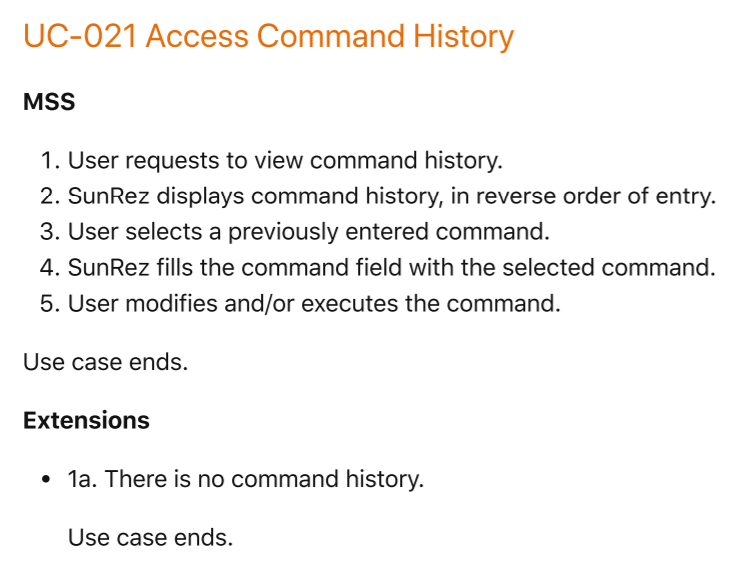 UC-021 Access Command History
MSS
1. User requests to view command history.
2. SunRez displays command history, in reverse order of entry.
3. User selects a previously entered command.
4. SunRez fills the command field with the selected command.
5. User modifies and/or executes the command.
Use case ends.
Extensions
• 1a. There is no command history.
Use case ends.